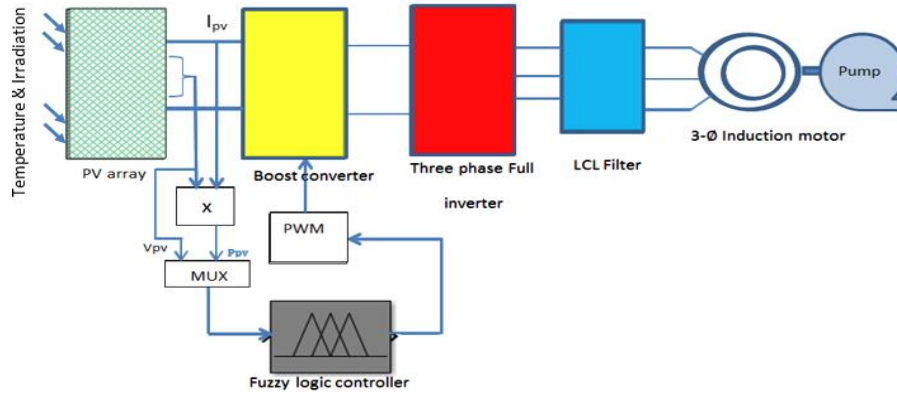 Temperature & Irradiation
Ipv
PV array
Boost converter
Three phase Full
inverter
LCL Filter
3-Ø Induction motor
Pump
X
Vpv
Ppv
MUX
PWM
Fuzzy logic controller